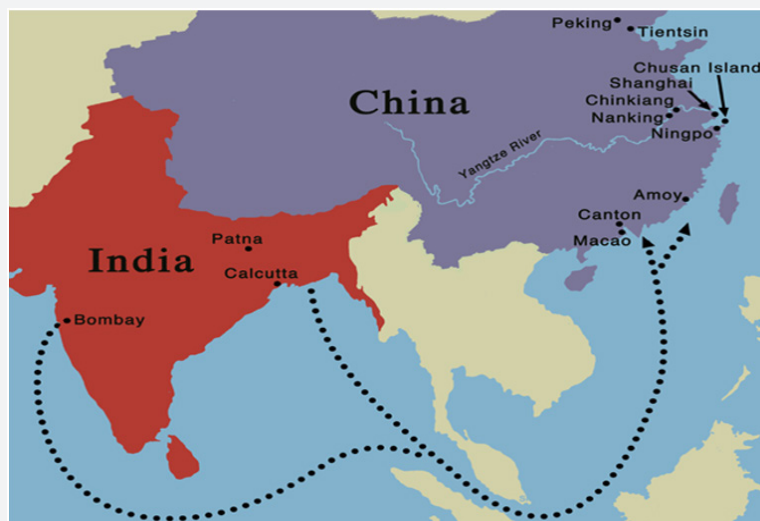 Peking
Tientsin
Chusan Island
Shanghai
China
Chinkiang
Nanking
Ningpo
Yangtze River
Amoy
Canton
Patna
Macao
India
Calcutta
Bombay